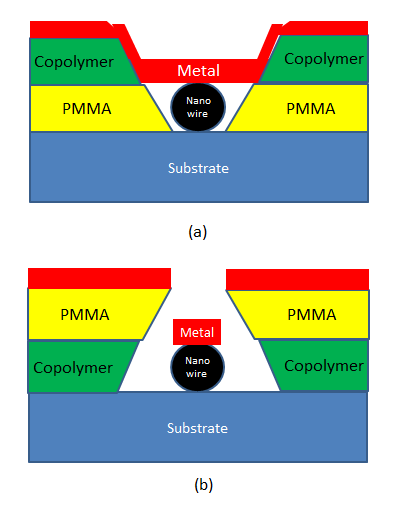 Copolymer
Metal
Copolymer
PMMA
Nano
wire
PMMA
Substrate
(a)
PMMA
Metal
PMMA
Copolymer
Nano
wire
Copolymer
Substrate
(b)